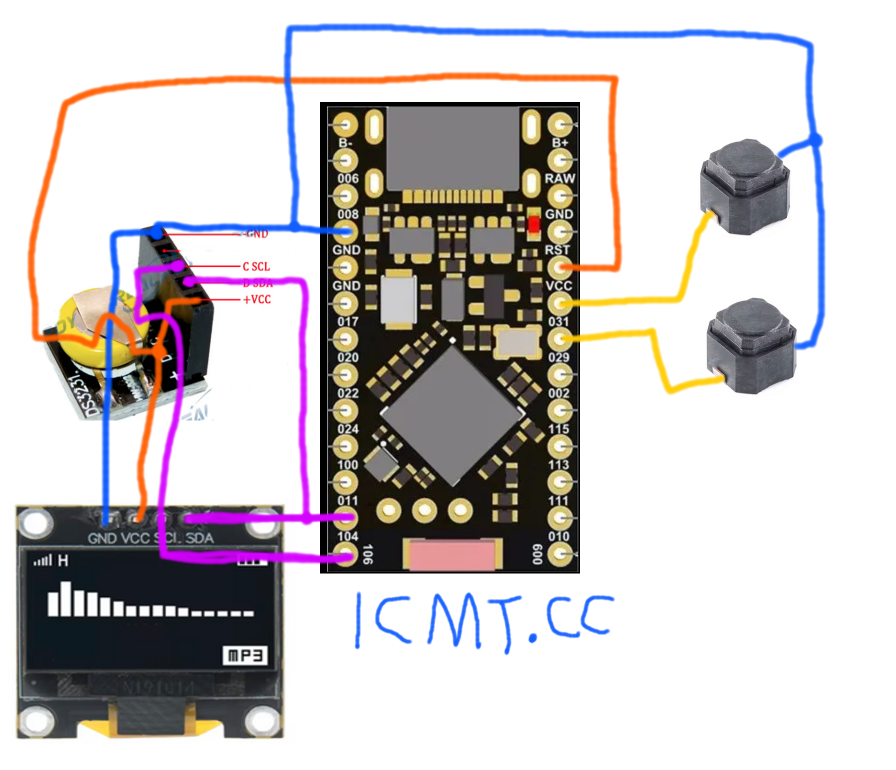 B-
006
008
GND
GND
017
020
022
024
100
011
104
106
B+
RAW
GND
RST
VCC
031
029
002
115
113
111
010
009
GND
C SCL
D SDA
+VCC
DS3231
D
+
GND VCC SCL SDA
H
MP3
ICMT.CC